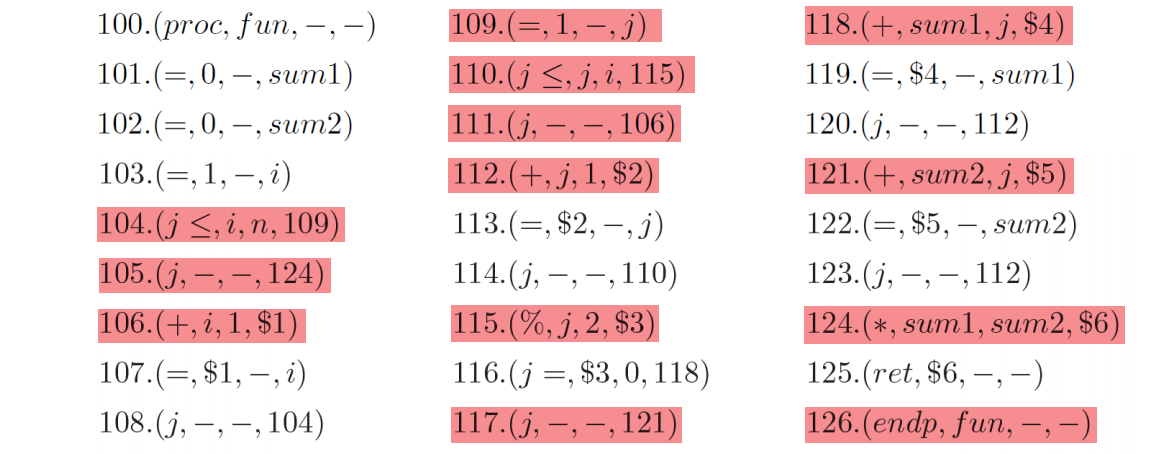 100.(proc, fun, −, −)
101.(=, 0, −, sum1)
102.(=, 0, −, sum2)
103.(=, 1, −, i)
104.(j ≤, i, n, 109)
105.(j, −, −, 124)
106.(+, i, 1, $1)
107.(=, $1, −, i)
108.(j, −, −, 104)
109.(=, 1, −, j)
110.(j ≤, j, i, 115)
111.(j, −, −, 106)
112.(+, j, 1, $2)
113.(=, $2, −, j)
114.(j, −, −, 110)
115.(%, j, 2, $3)
116.(j =, $3, 0, 118)
117.(j, −, −, 121)
118.(+, sum1, j, $4)
119.(=, $4, −, sum1)
120.(j, −, −, 112)
121.(+, sum2, j, $5)
122.(=, $5, −, sum2)
123.(j, −, −, 112)
124.(∗, sum1, sum2, $6)
125.(ret, $6, −, −)
126.(endp, fun, −, −)